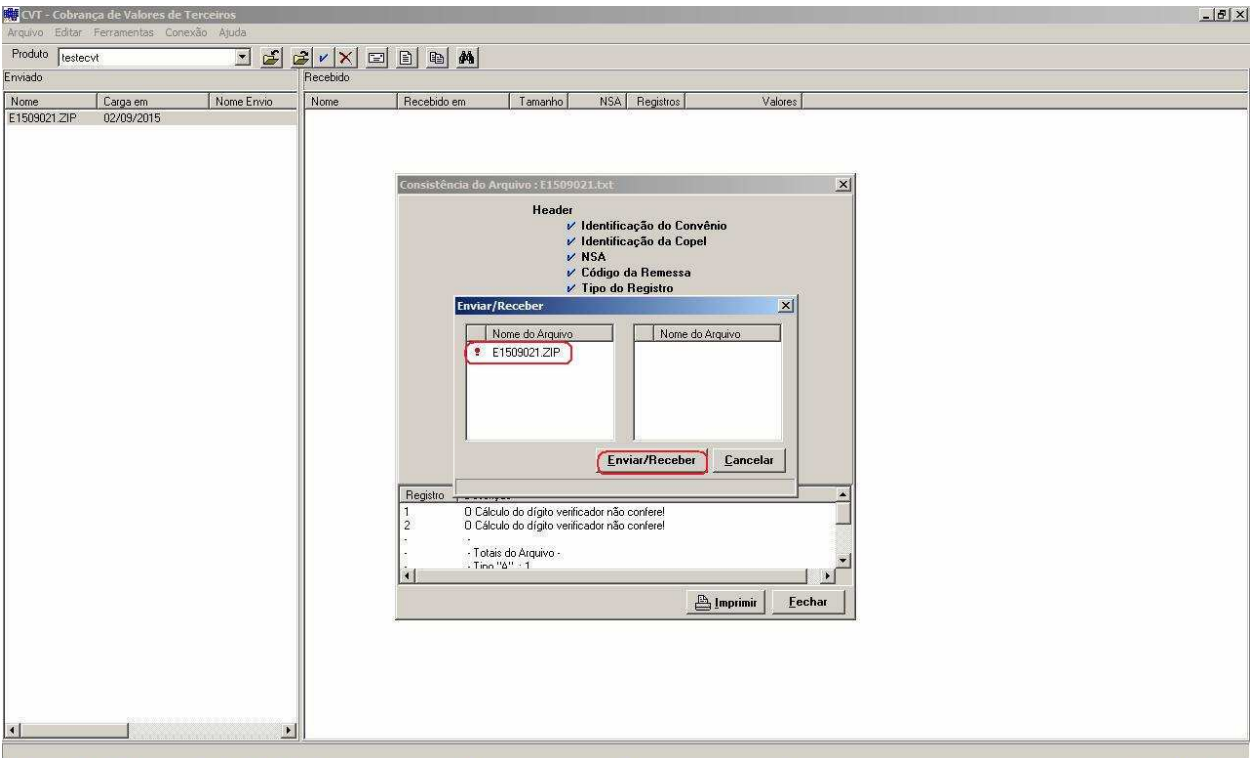 CVT - Cobrança de Valores de Terceiros
Arquivo Editar Ferramentas Conexão Ajuda
Produto testecvt
Enviado Recebido
Nome Carga em Nome Envio Nome Recebido em Tamanho NSA Registros Valores
E1509021.ZIP 02/09/2015
Consistência do Arquivo : E1509021.txt
Header
Identificação do Convênio
Identificação da Copel
NSA
Código da Remessa
Tipo do Registro
Enviar/Receber
Nome do Arquivo Nome do Arquivo
E1509021.ZIP
Enviar/Receber Cancelar
Registro
1 O Cálculo do dígito verificador não confere!
2 O Cálculo do dígito verificador não confere!
- -
- - Totais do Arquivo -
- - Tipo "A" : 1
Imprimir Fechar